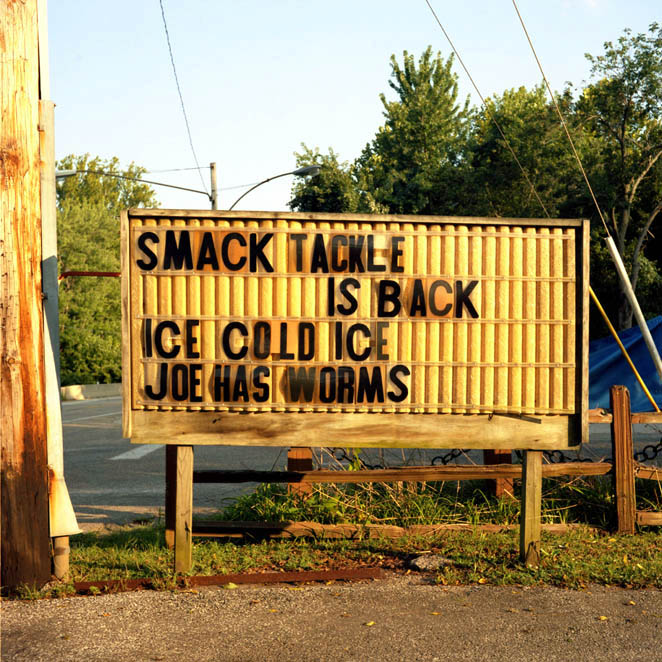 SMACK TACKLE
IS BACK
ICE COLD ICE
JOE HAS WORMS